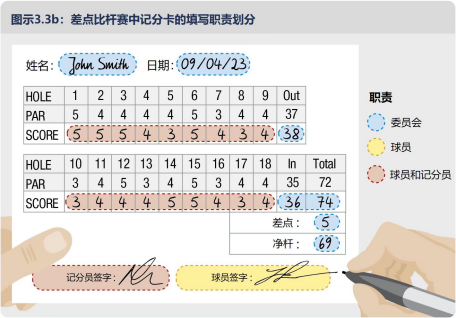 图示3.3b：差点比杆赛中记分卡的填写职责划分
姓名： John Smith 日期： 09/04/23
HOLE 1 2 3 4 5 6 7 8 9 Out
PAR 5 4 4 4 4 5 3 4 4 37
SCORE 5 5 5 4 3 5 4 3 4 38
HOLE 10 11 12 13 14 15 16 17 18 In Total
PAR 3 4 5 3 4 5 3 4 4 35 72
SCORE 3 4 4 4 5 5 4 3 4 36 74
差点： 5
净杆： 69
记分员签字：
球员签字：
职责
委员会
球员
球员和记分员